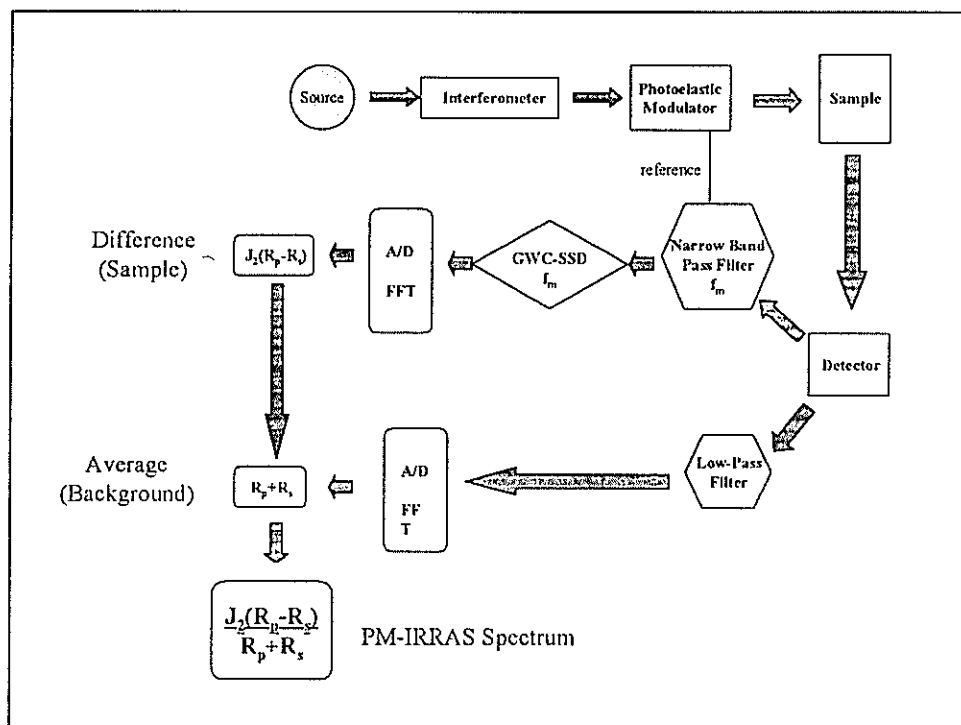 Source
Interferometer
Photoelastic
Modulator
Sample
reference
Difference
(Sample)
J₂(Rₚ-Rₛ)
A/D
FFT
GWC-SSD
fₘ
Narrow Band
Pass Filter
fₘ
Detector
Average
(Background)
Rₚ+Rₛ
A/D
FF
T
Low-Pass
Filter
J₂(Rₚ-Rₛ)
Rₚ+Rₛ
PM-IRRAS Spectrum